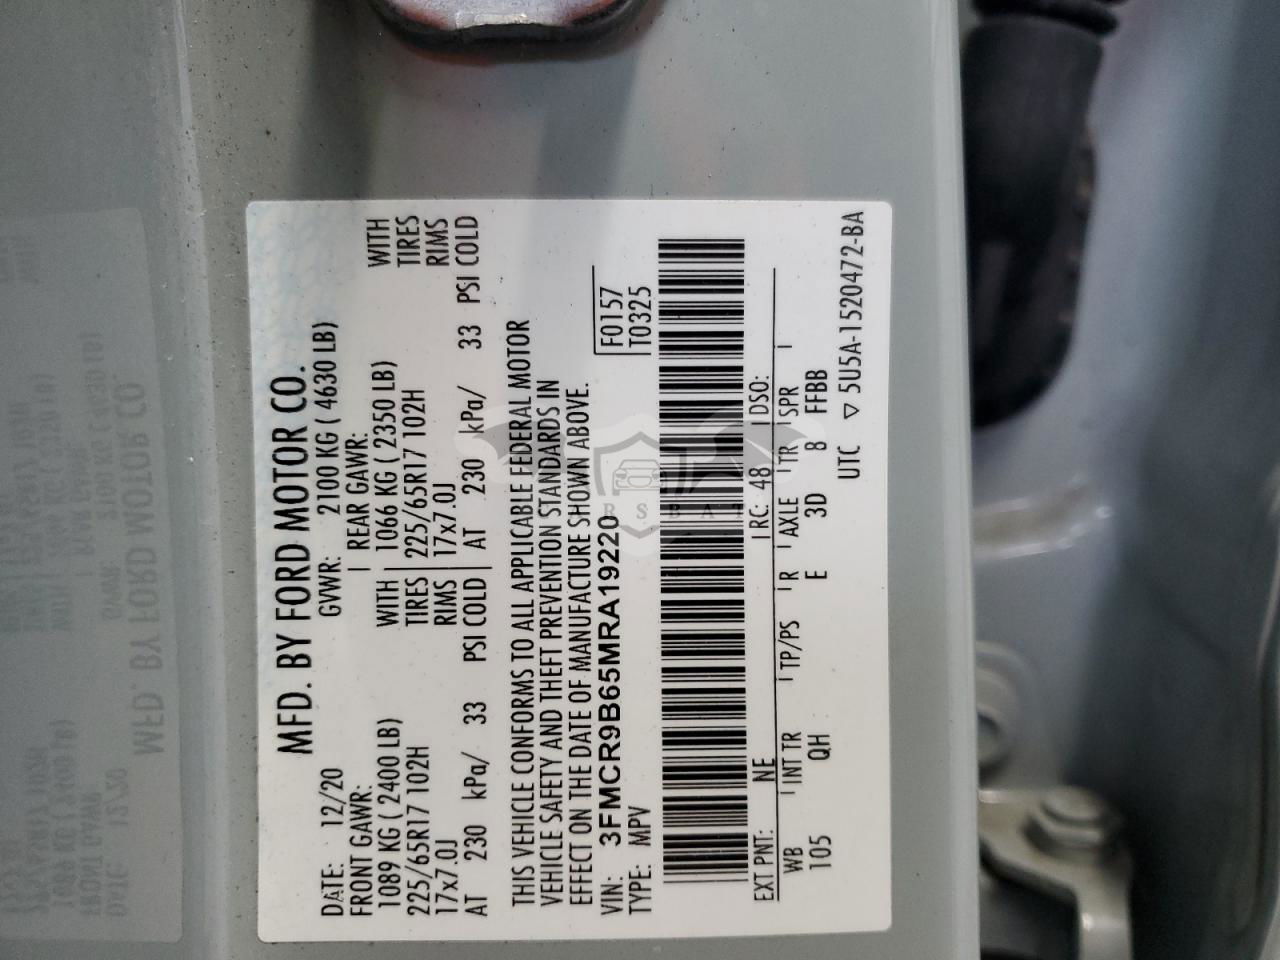 MFD. BY FORD MOTOR CO.
DATE: 12/20 GVWR: 2100 KG ( 4630 LB)
FRONT GAWR: REAR GAWR:
1089 KG ( 2400 LB) WITH 1066 KG ( 2350 LB) WITH
225/65R17 102H TIRES 225/65R17 102H TIRES
17x7.0J RIMS 17x7.0J RIMS
AT 230 kPa/ 33 PSI COLD AT 230 kPa/ 33 PSI COLD
THIS VEHICLE CONFORMS TO ALL APPLICABLE FEDERAL MOTOR
VEHICLE SAFETY AND THEFT PREVENTION STANDARDS IN
EFFECT ON THE DATE OF MANUFACTURE SHOWN ABOVE.
VIN: 3FMCR9B65MRA19220 F0157
TYPE: MPV T0325
EXT PNT: NE RC: 48 DSO:
WB INT TR TP/PS R AXLE TR SPR
105 QH E 3D 8 FFBB
UTC ▽ 5U5A-1520472-BA
RSBAT